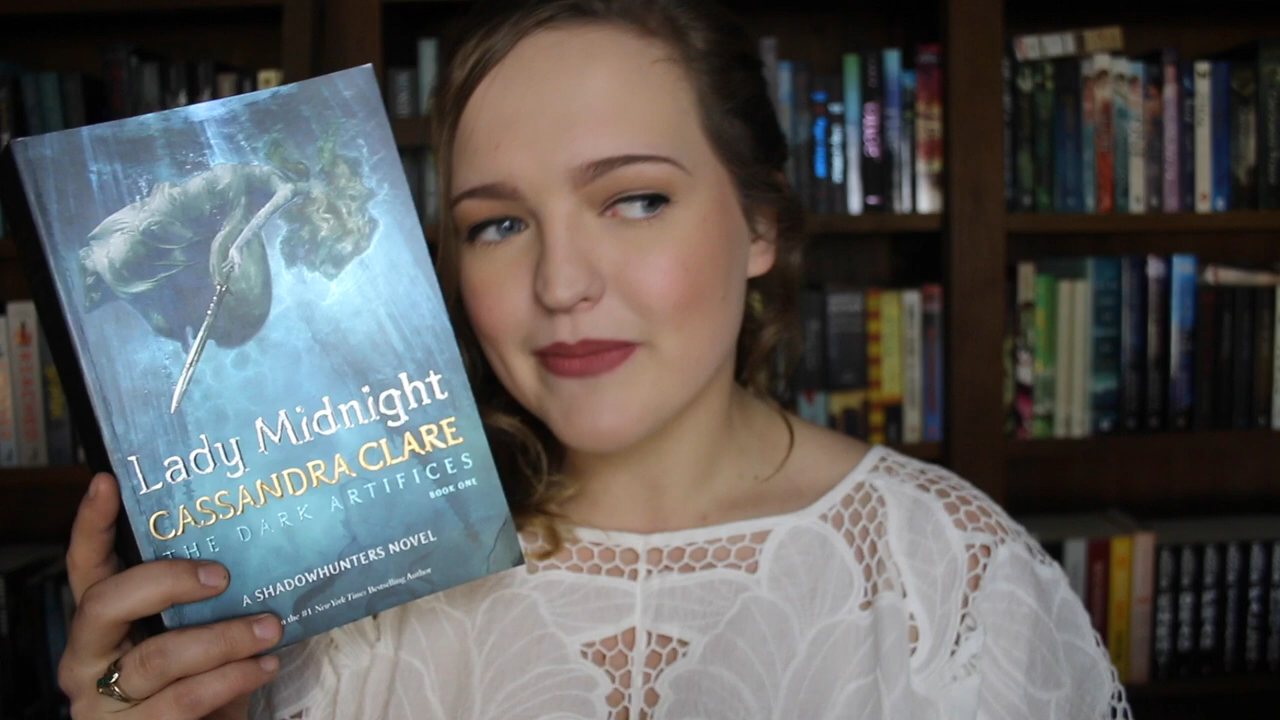 Lady Midnight
CASSANDRA CLARE
THE DARK ARTIFICES
BOOK ONE
A SHADOWHUNTERS NOVEL
the #1 New York Times Bestselling Author